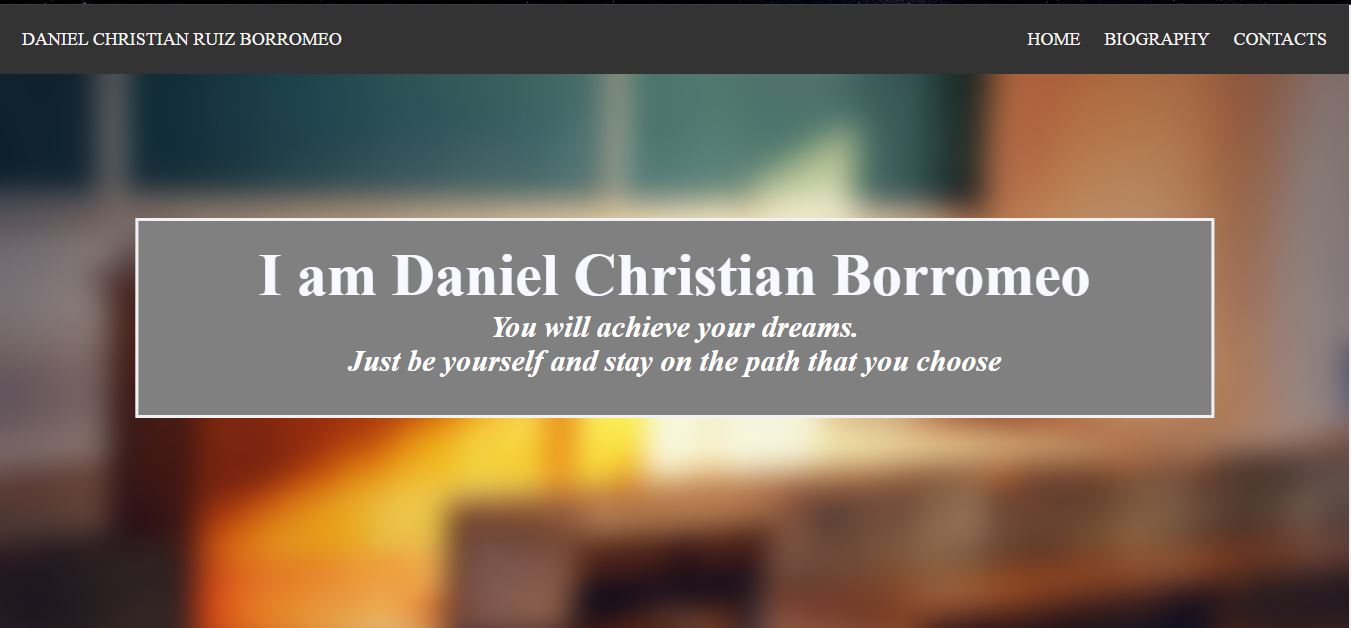 DANIEL CHRISTIAN RUIZ BORROMEO
HOME BIOGRAPHY CONTACTS
I am Daniel Christian Borromeo
You will achieve your dreams.
Just be yourself and stay on the path that you choose